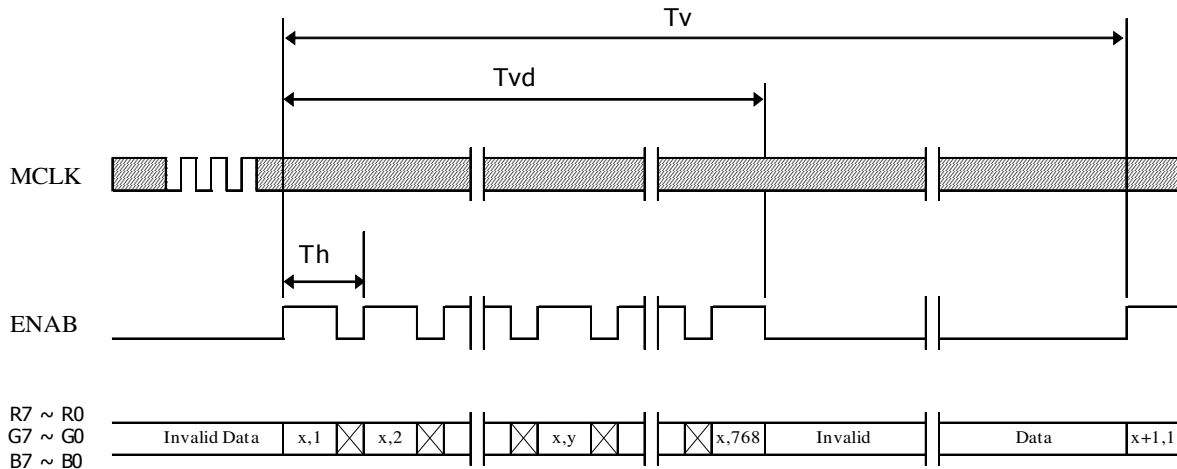 Tv
Tvd
MCLK
Th
ENAB
R7 ~ R0
G7 ~ G0
B7 ~ B0
Invalid Data x,1 x,2 x,y x,768 Invalid Data x+1,1